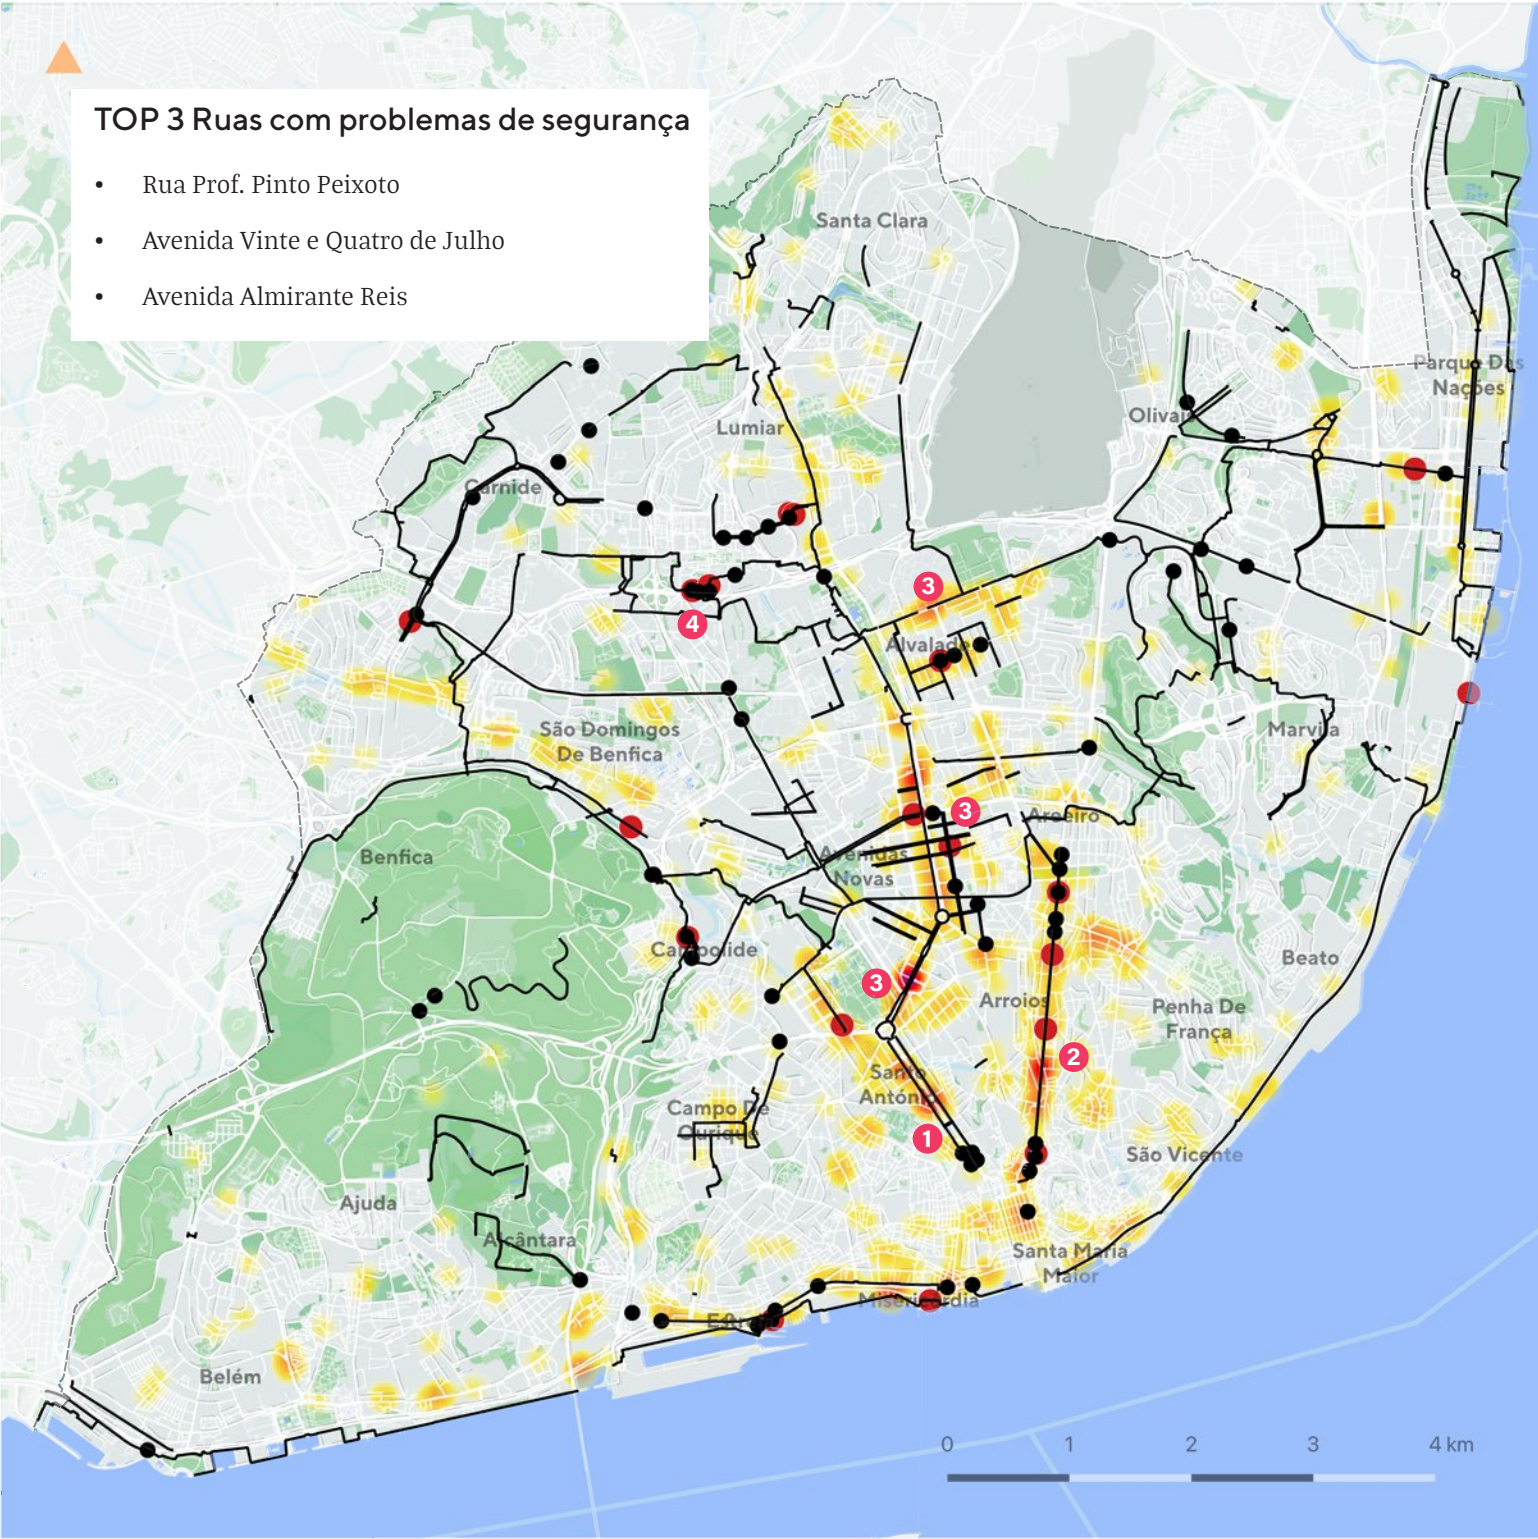 TOP 3 Ruas com problemas de segurança
• Rua Prof. Pinto Peixoto
• Avenida Vinte e Quatro de Julho
• Avenida Almirante Reis
Santa Clara
Parque Das
Nações
Olivais
Lumiar
Carnide
3
4
Alvalade
São Domingos
De Benfica
Marvila
3
Areeiro
Benfica
Avenidas
Novas
Campolide
Beato
3
Arroios
Penha De
França
2
Santo
António
Campo De
Ourique
1
São Vicente
Ajuda
Alcântara
Santa Maria
Maior
Misericórdia
Estrela
Belém
0 1 2 3 4 km